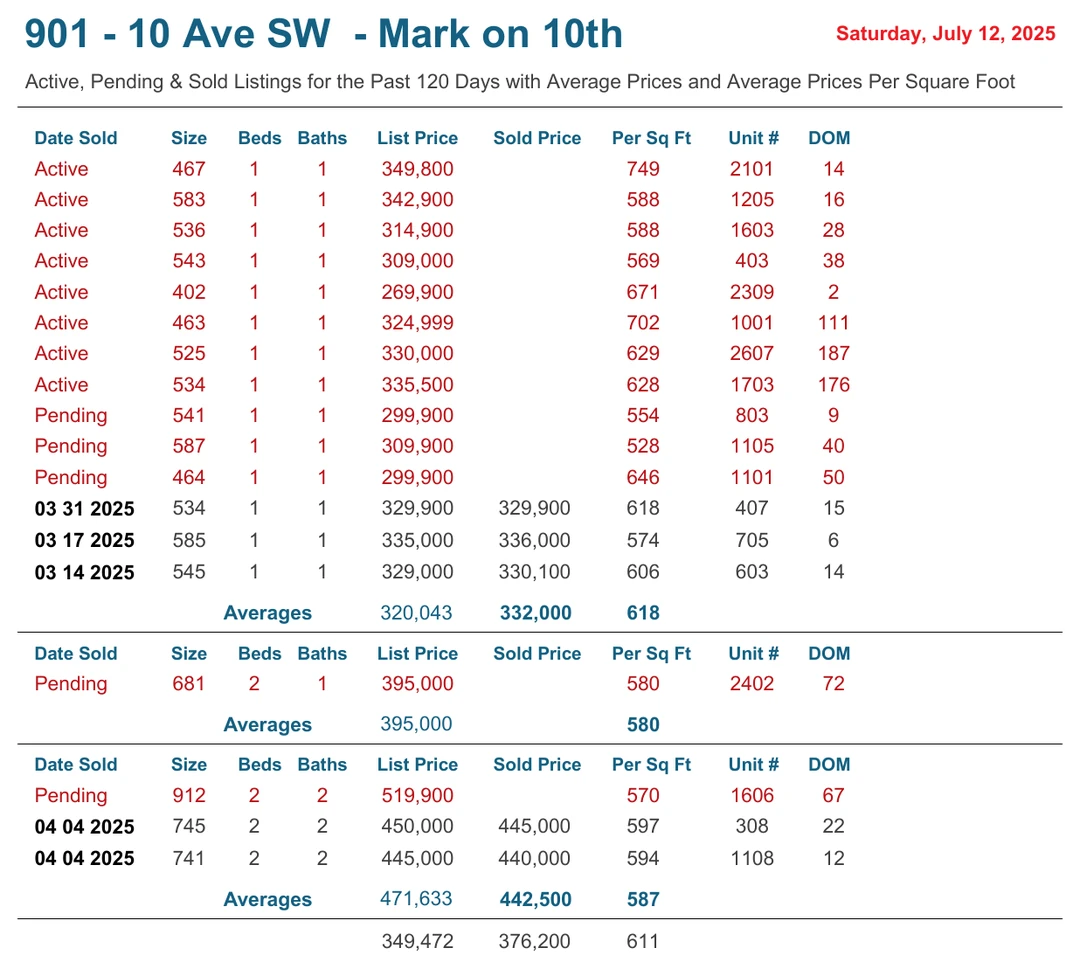 901 - 10 Ave SW - Mark on 10th Saturday, July 12, 2025
Active, Pending & Sold Listings for the Past 120 Days with Average Prices and Average Prices Per Square Foot
Date Sold Size Beds Baths List Price Sold Price Per Sq Ft Unit # DOM
Active 467 1 1 349,800 749 2101 14
Active 583 1 1 342,900 588 1205 16
Active 536 1 1 314,900 588 1603 28
Active 543 1 1 309,000 569 403 38
Active 402 1 1 269,900 671 2309 2
Active 463 1 1 324,999 702 1001 111
Active 525 1 1 330,000 629 2607 187
Active 534 1 1 335,500 628 1703 176
Pending 541 1 1 299,900 554 803 9
Pending 587 1 1 309,900 528 1105 40
Pending 464 1 1 299,900 646 1101 50
03 31 2025 534 1 1 329,900 329,900 618 407 15
03 17 2025 585 1 1 335,000 336,000 574 705 6
03 14 2025 545 1 1 329,000 330,100 606 603 14
Averages 320,043 332,000 618
Date Sold Size Beds Baths List Price Sold Price Per Sq Ft Unit # DOM
Pending 681 2 1 395,000 580 2402 72
Averages 395,000 580
Date Sold Size Beds Baths List Price Sold Price Per Sq Ft Unit # DOM
Pending 912 2 2 519,900 570 1606 67
04 04 2025 745 2 2 450,000 445,000 597 308 22
04 04 2025 741 2 2 445,000 440,000 594 1108 12
Averages 471,633 442,500 587
349,472 376,200 611